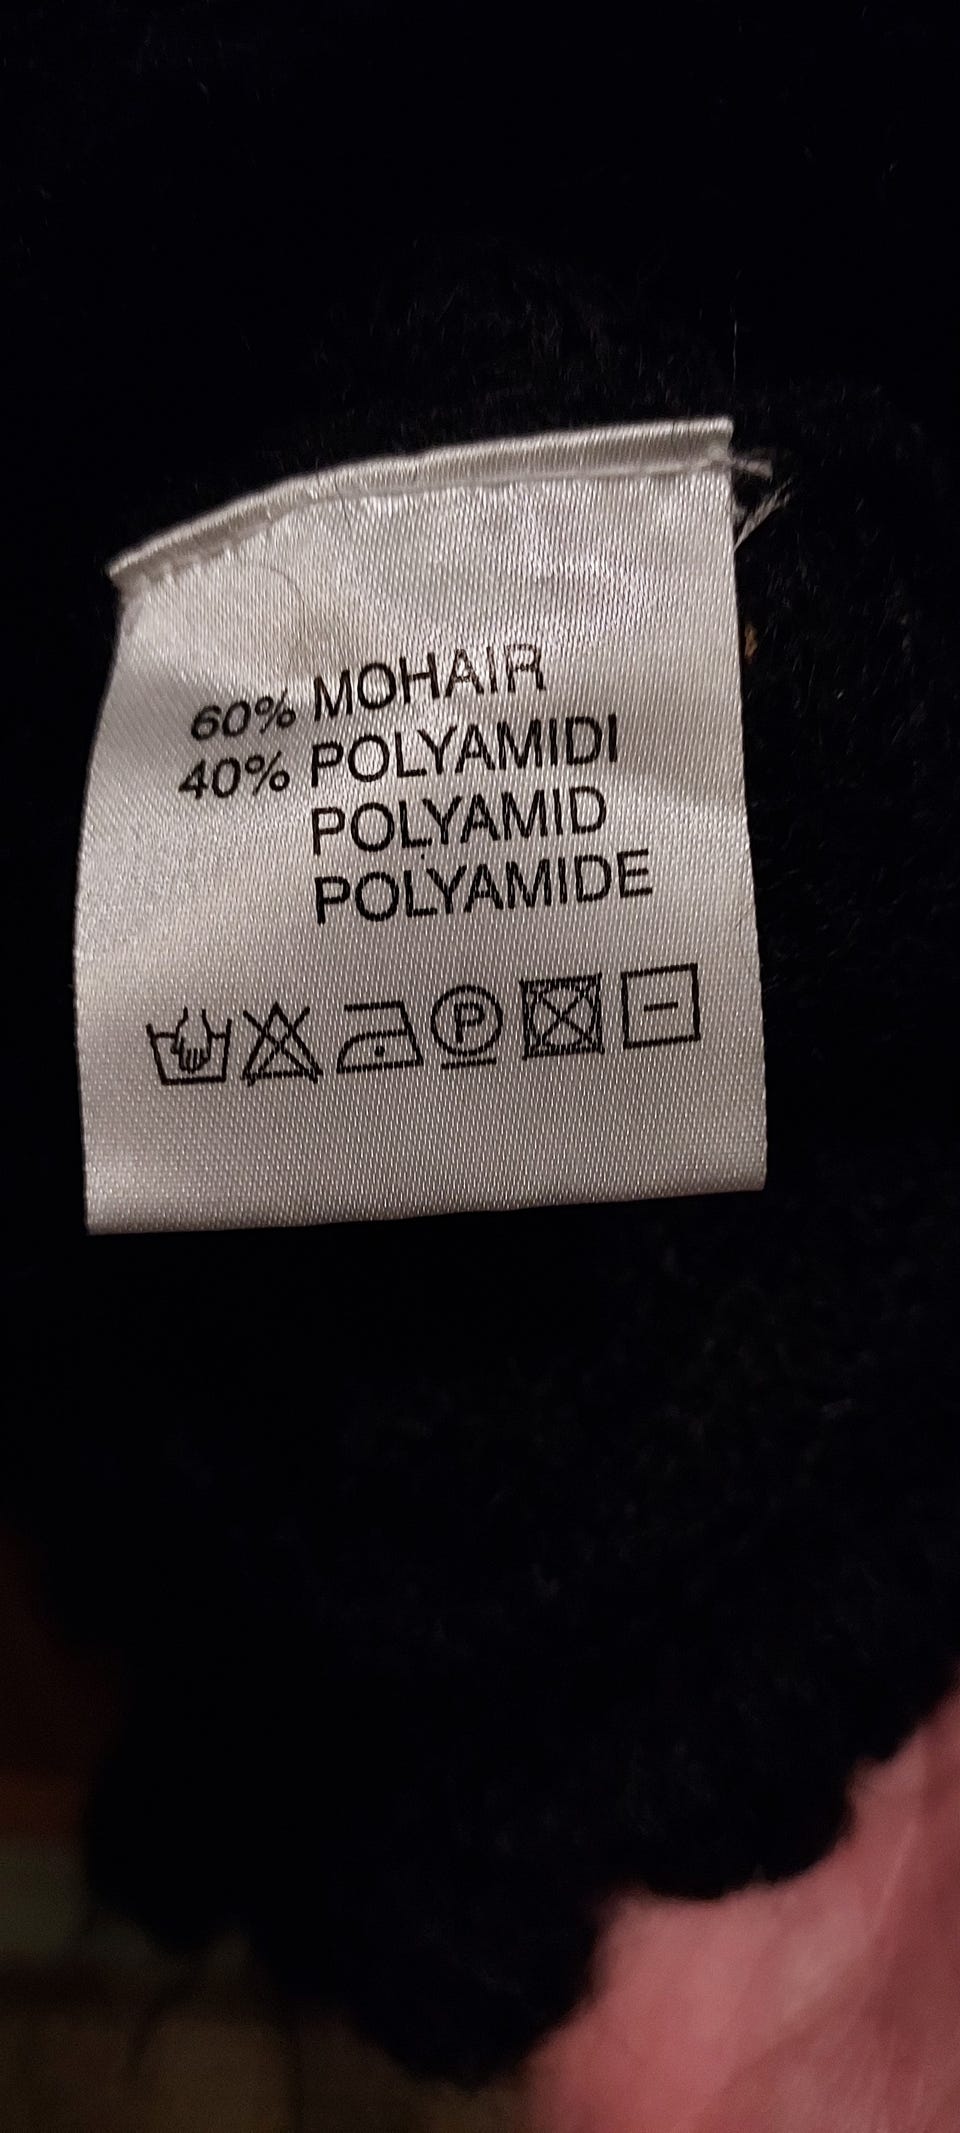 60% MOHAIR
40% POLYAMIDI
POLYAMID
POLYAMIDE
P